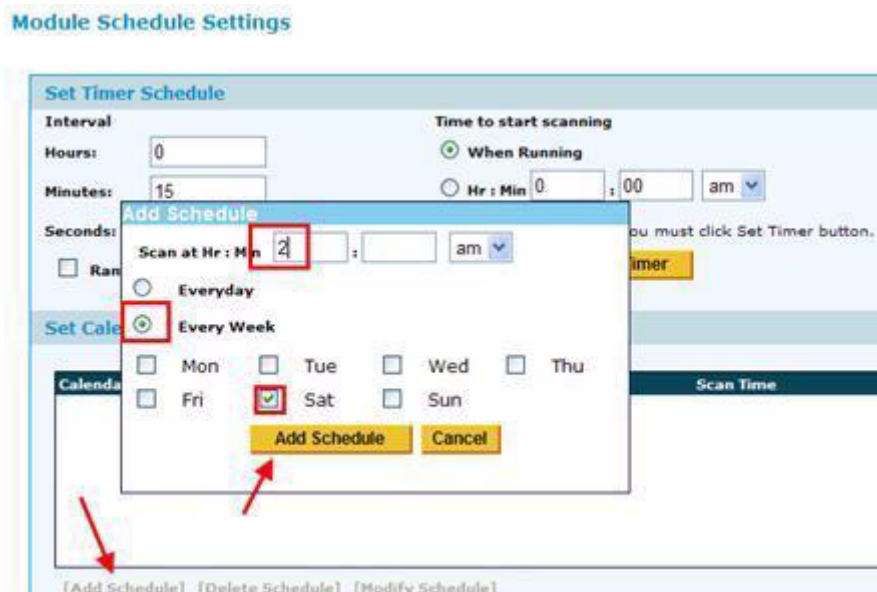 Module Schedule Settings
Set Timer Schedule
Interval
Time to start scanning
Hours: 0
When Running
Minutes: 15
Hr : Min 0 : 00 am
Seconds:
ou must click Set Timer button.
Ran
imer
Add Schedule
Scan at Hr : Min 2 : am
Everyday
Every Week
Mon Tue Wed Thu
Fri Sat Sun
Add Schedule Cancel
Set Cale
Calenda
Scan Time
[Add Schedule] [Delete Schedule] [Modify Schedule]